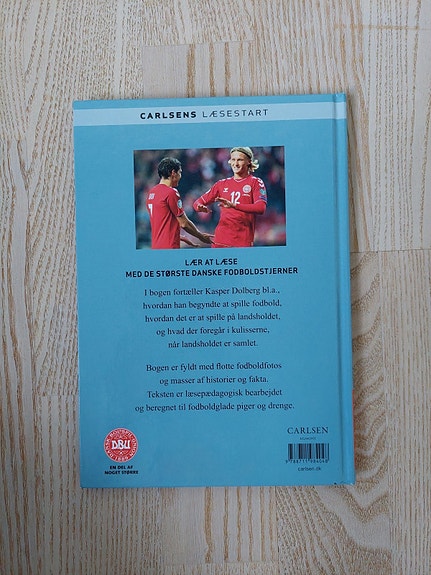 CARLSENS LÆSESTART
7
12
LÆR AT LÆSE
MED DE STØRSTE DANSKE FODBOLDSTJERNER
I bogen fortæller Kasper Dolberg bl.a.,
hvordan han begyndte at spille fodbold,
hvordan det er at spille på landsholdet,
og hvad der foregår i kulisserne,
når landsholdet er samlet.
Bogen er fyldt med flotte fodboldfotos
og masser af historier og fakta.
Teksten er læsepædagogisk bearbejdet
og beregnet til fodboldglade piger og drenge.
DBU
EN DEL AF
NOGET STØRRE
CARLSEN
carlsen.dk